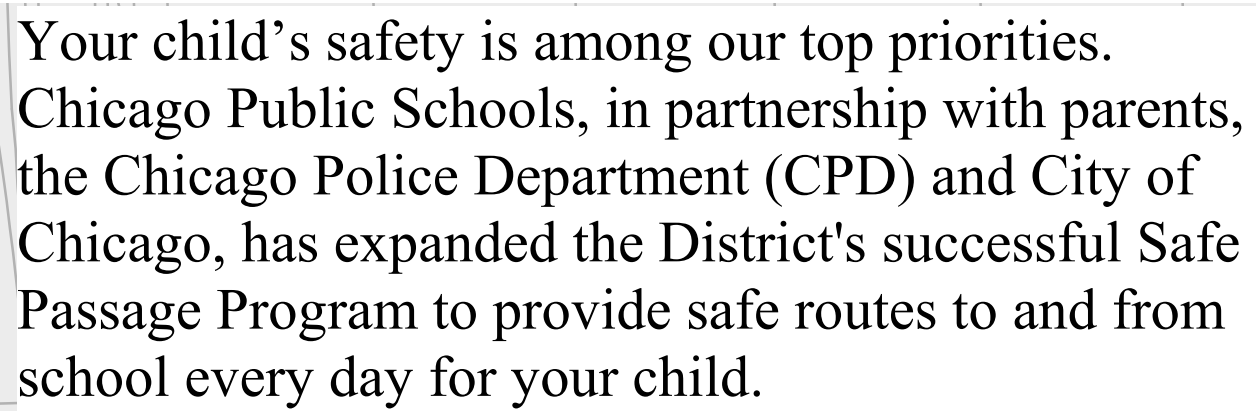 Your child’s safety is among our top priorities.
Chicago Public Schools, in partnership with parents,
the Chicago Police Department (CPD) and City of
Chicago, has expanded the District's successful Safe
Passage Program to provide safe routes to and from
school every day for your child.